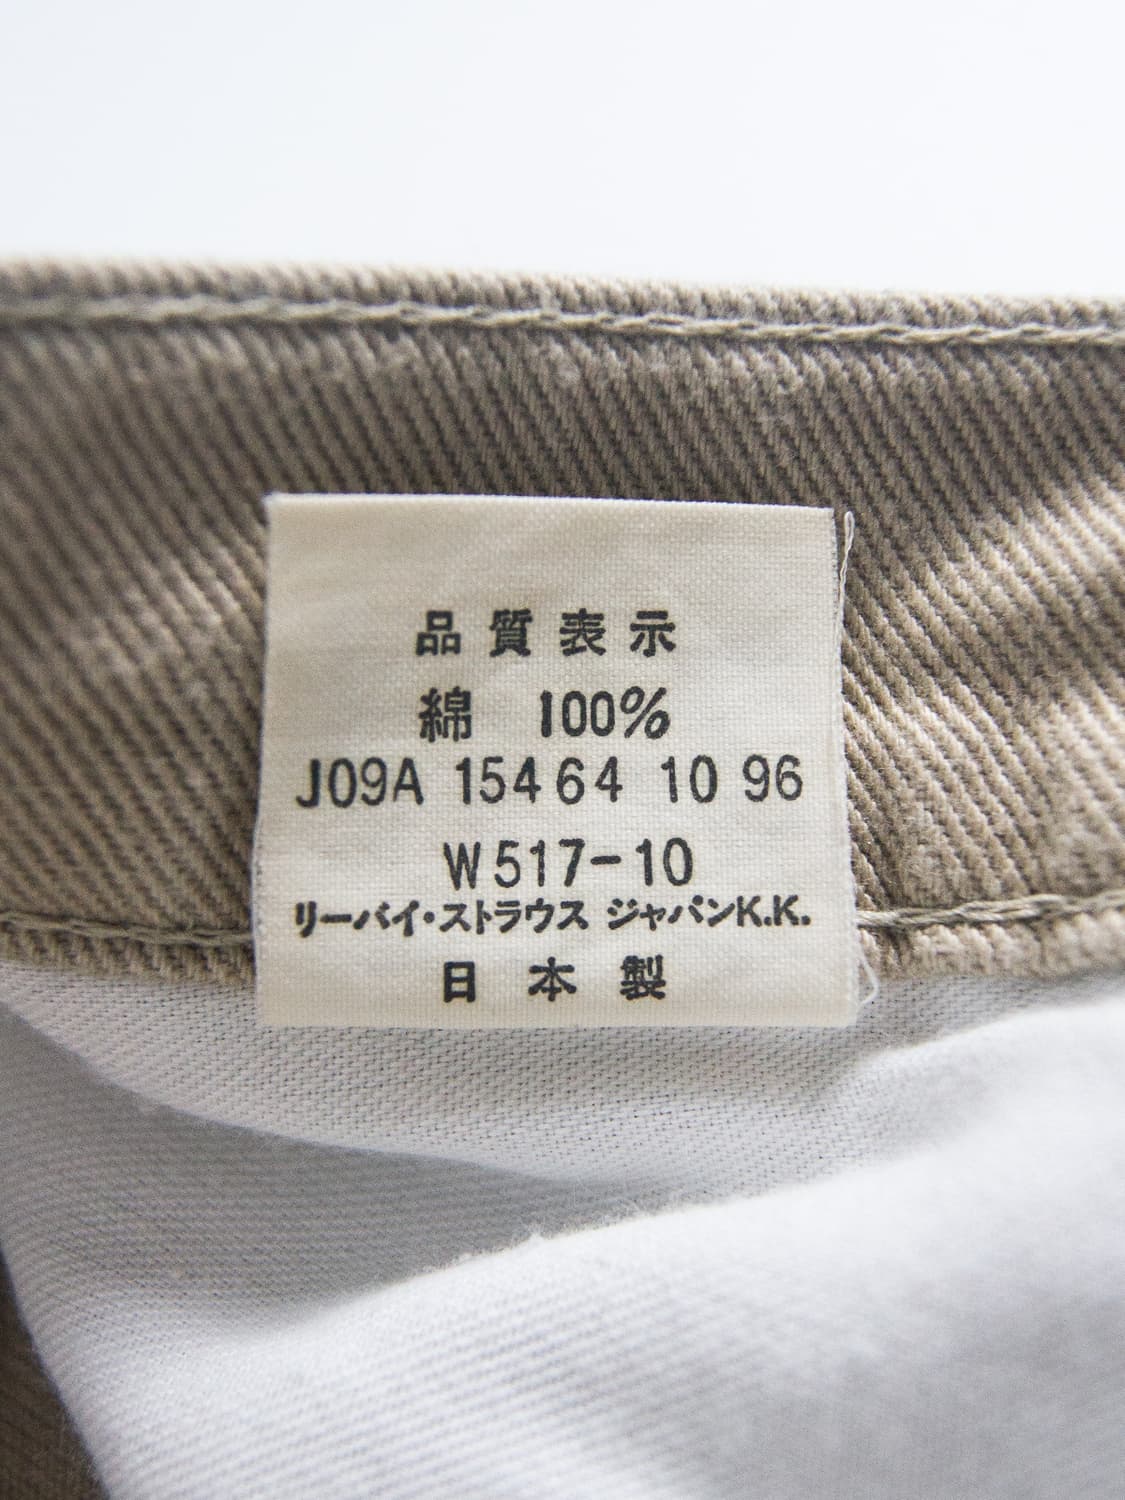 品質表示
綿 100%
J09A 15464 10 96
W517-10
リーバイ・ストラウス ジャパンK.K.
日本製